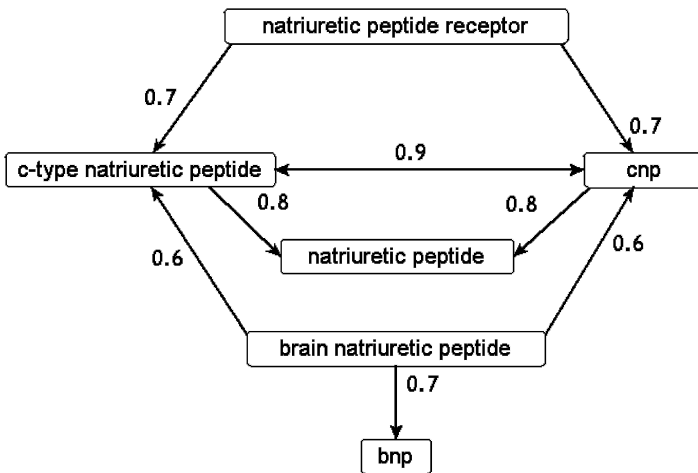 natriuretic peptide receptor
0.7
0.7
c-type natriuretic peptide
0.9
cnp
0.8
0.8
0.6
natriuretic peptide
0.6
brain natriuretic peptide
0.7
bnp